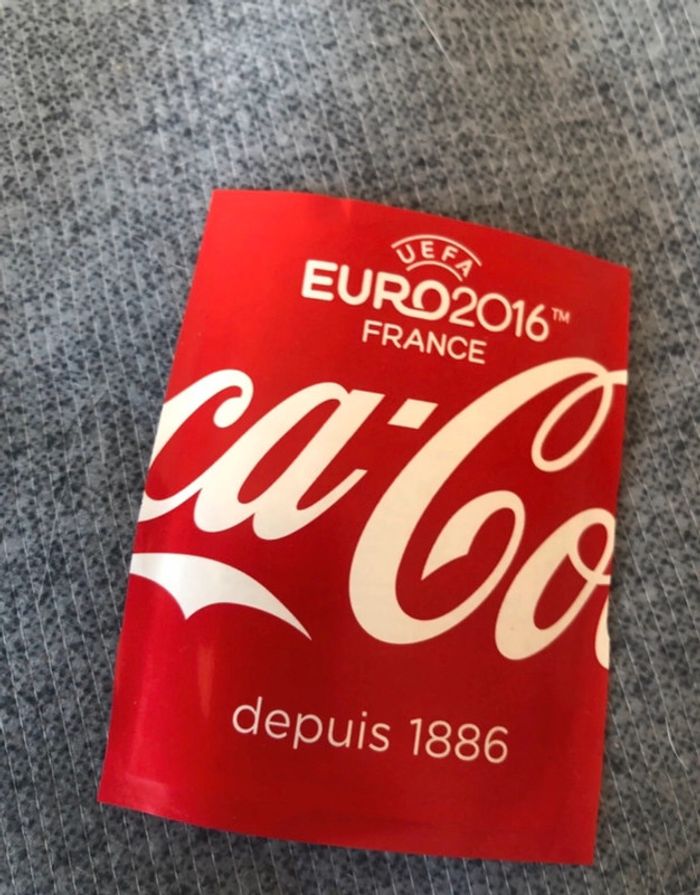 UEFA
EURO2016™
FRANCE
ca-Co
depuis 1886